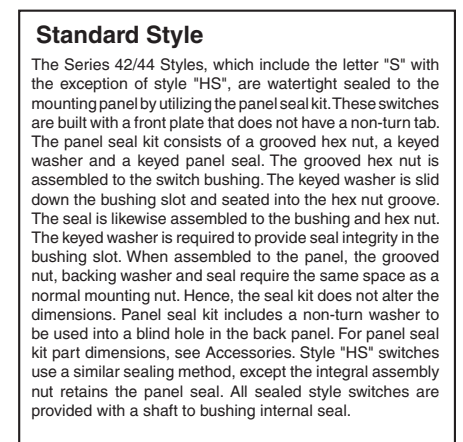 Standard Style
The Series 42/44 Styles, which include the letter "S" with
the exception of style "HS", are watertight sealed to the
mounting panel by utilizing the panel seal kit. These switches
are built with a front plate that does not have a non-turn tab.
The panel seal kit consists of a grooved hex nut, a keyed
washer and a keyed panel seal. The grooved hex nut is
assembled to the switch bushing. The keyed washer is slid
down the bushing slot and seated into the hex nut groove.
The seal is likewise assembled to the bushing and hex nut.
The keyed washer is required to provide seal integrity in the
bushing slot. When assembled to the panel, the grooved
nut, backing washer and seal require the same space as a
normal mounting nut. Hence, the seal kit does not alter the
dimensions. Panel seal kit includes a non-turn washer to
be used into a blind hole in the back panel. For panel seal
kit part dimensions, see Accessories. Style "HS" switches
use a similar sealing method, except the integral assembly
nut retains the panel seal. All sealed style switches are
provided with a shaft to bushing internal seal.